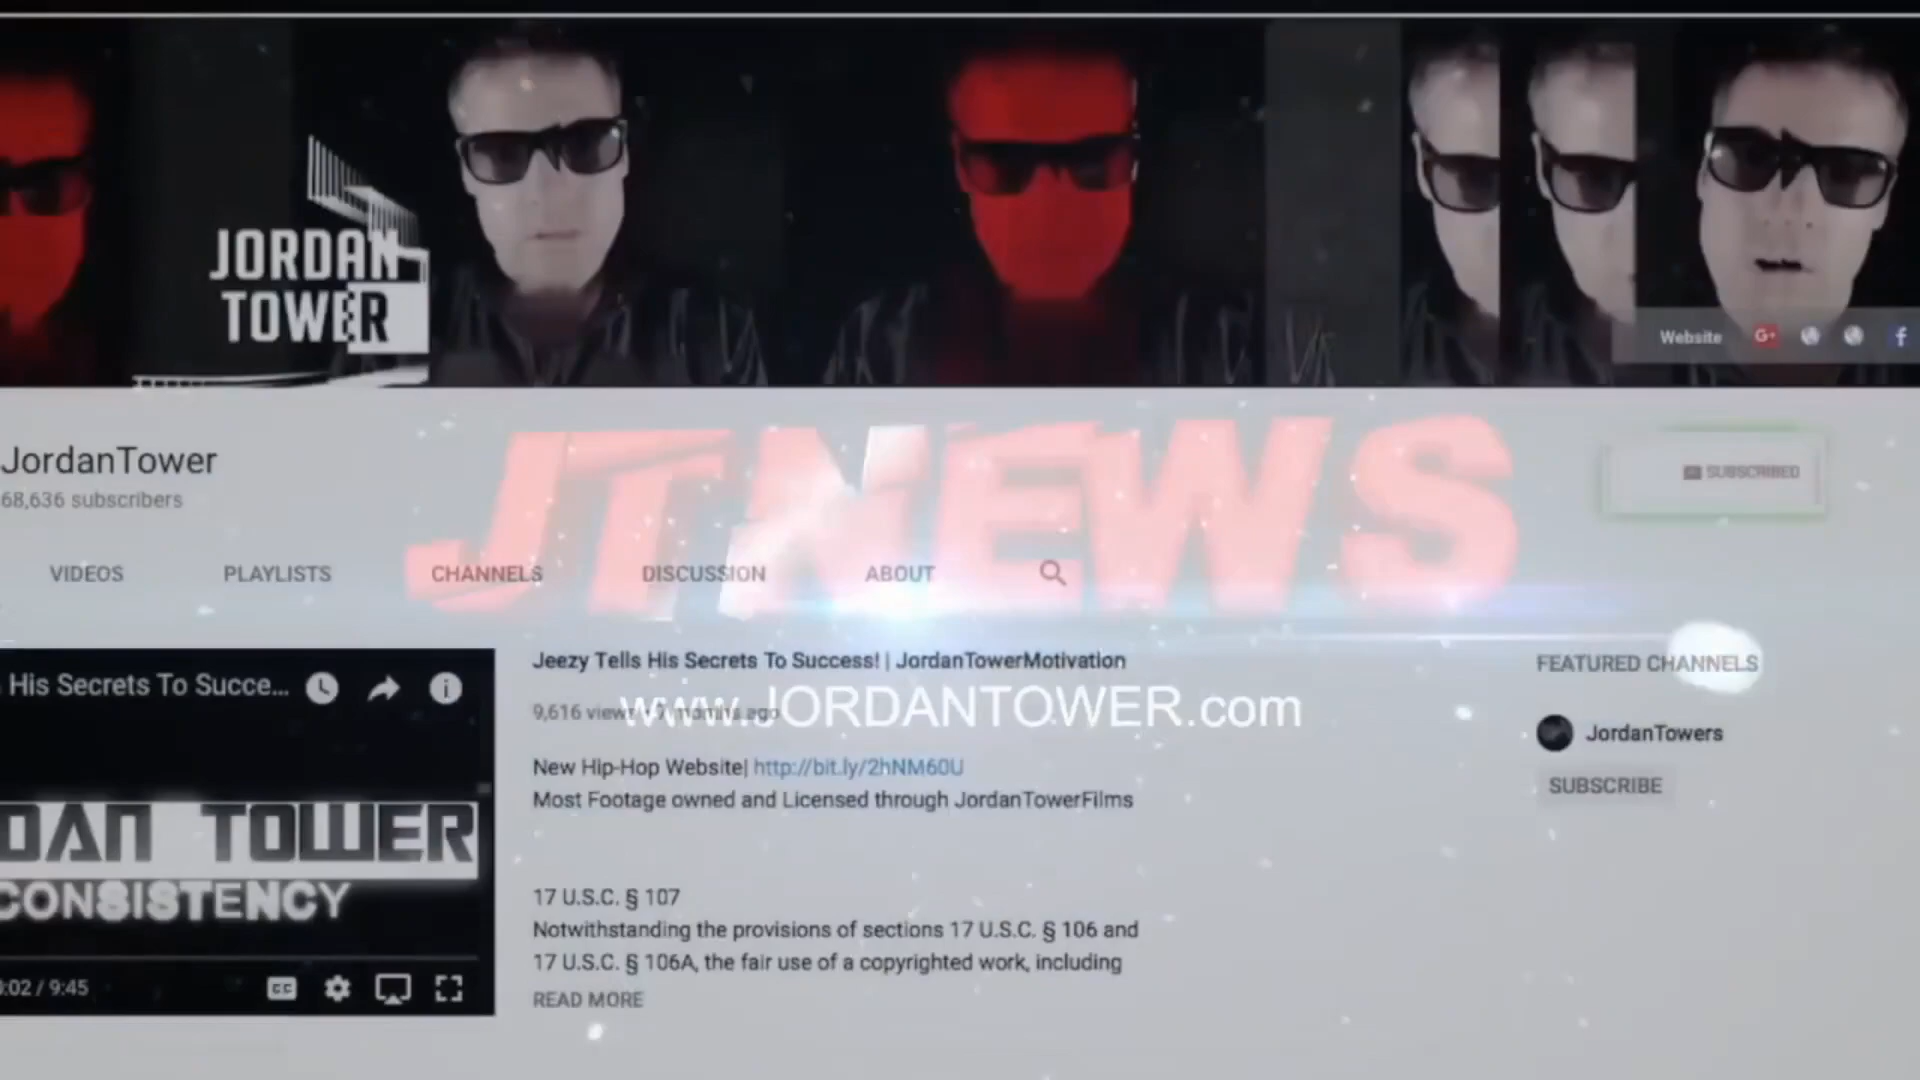 JORDAN
TOWER
Website
G+
f
JordanTower
68,636 subscribers
JTNEWS
SUBSCRIBED
VIDEOS PLAYLISTS CHANNELS DISCUSSION ABOUT
His Secrets To Succe...
Jeezy Tells His Secrets To Success! | JordanTowerMotivation
9,616 views
www.JORDANTOWER.com
New Hip-Hop Website| http://bit.ly/2hNM60U
Most Footage owned and Licensed through JordanTowerFilms
17 U.S.C. § 107
Notwithstanding the provisions of sections 17 U.S.C. § 106 and
17 U.S.C. § 106A, the fair use of a copyrighted work, including
READ MORE
DAN TOWER
CONSISTENCY
:02 / 9:45
CC
FEATURED CHANNELS
JordanTowers
SUBSCRIBE